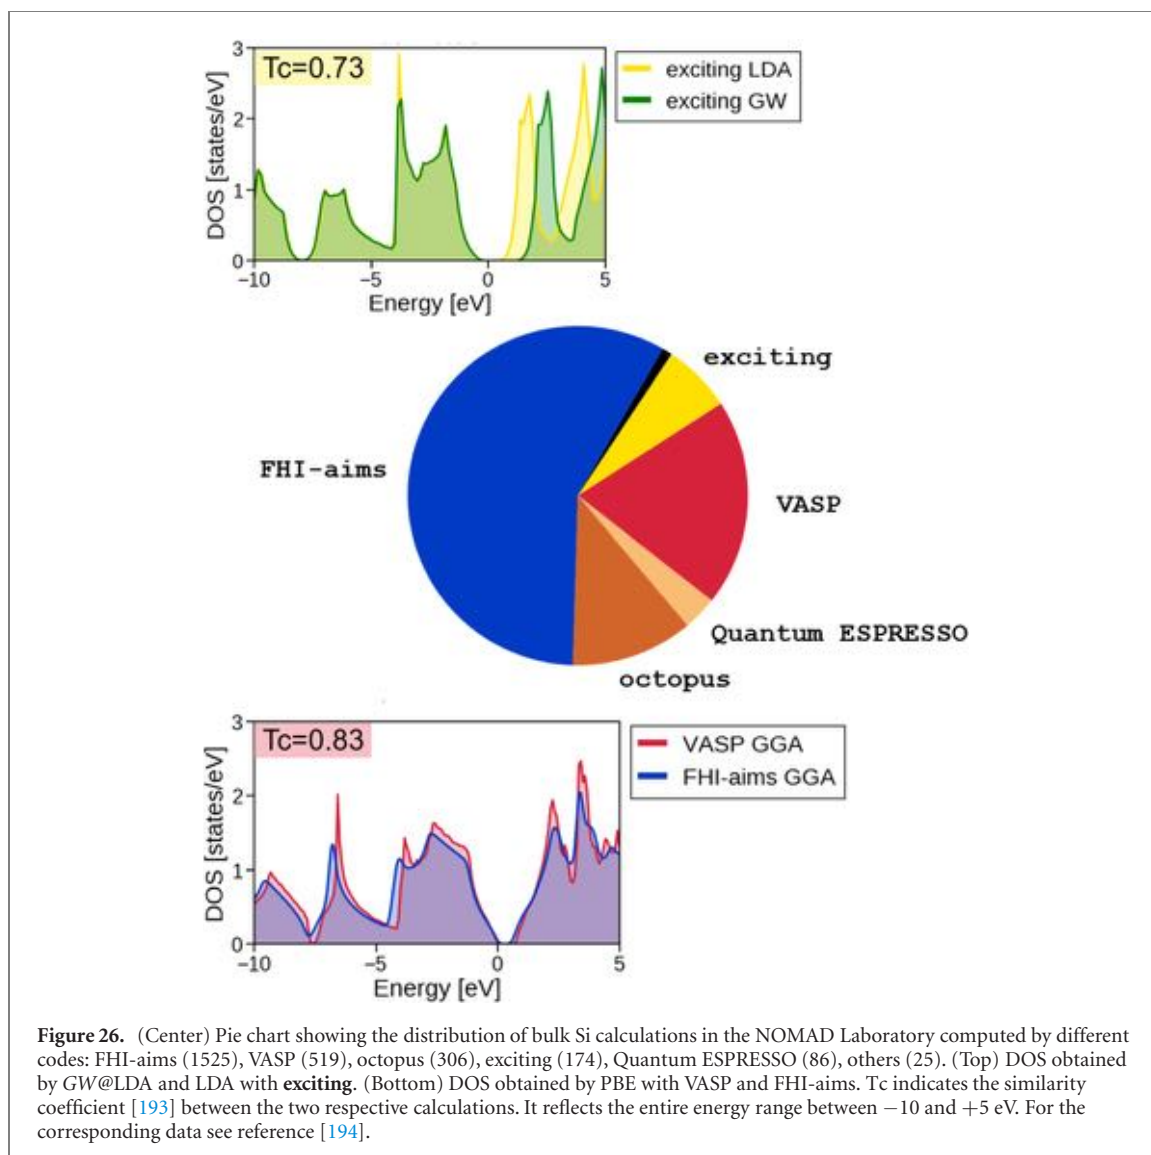 Tc=0.73
exciting LDA
exciting GW
DOS [states/eV]
3
2
1
0
−10
−5
0
5
Energy [eV]
exciting
FHI-aims
VASP
Quantum ESPRESSO
octopus
Tc=0.83
VASP GGA
FHI-aims GGA
DOS [states/eV]
3
2
1
0
−10
−5
0
5
Energy [eV]
Figure 26. (Center) Pie chart showing the distribution of bulk Si calculations in the NOMAD Laboratory computed by different
codes: FHI-aims (1525), VASP (519), octopus (306), exciting (174), Quantum ESPRESSO (86), others (25). (Top) DOS obtained
by GW@LDA and LDA with exciting. (Bottom) DOS obtained by PBE with VASP and FHI-aims. Tc indicates the similarity
coefficient [193] between the two respective calculations. It reflects the entire energy range between −10 and +5 eV. For the
corresponding data see reference [194].